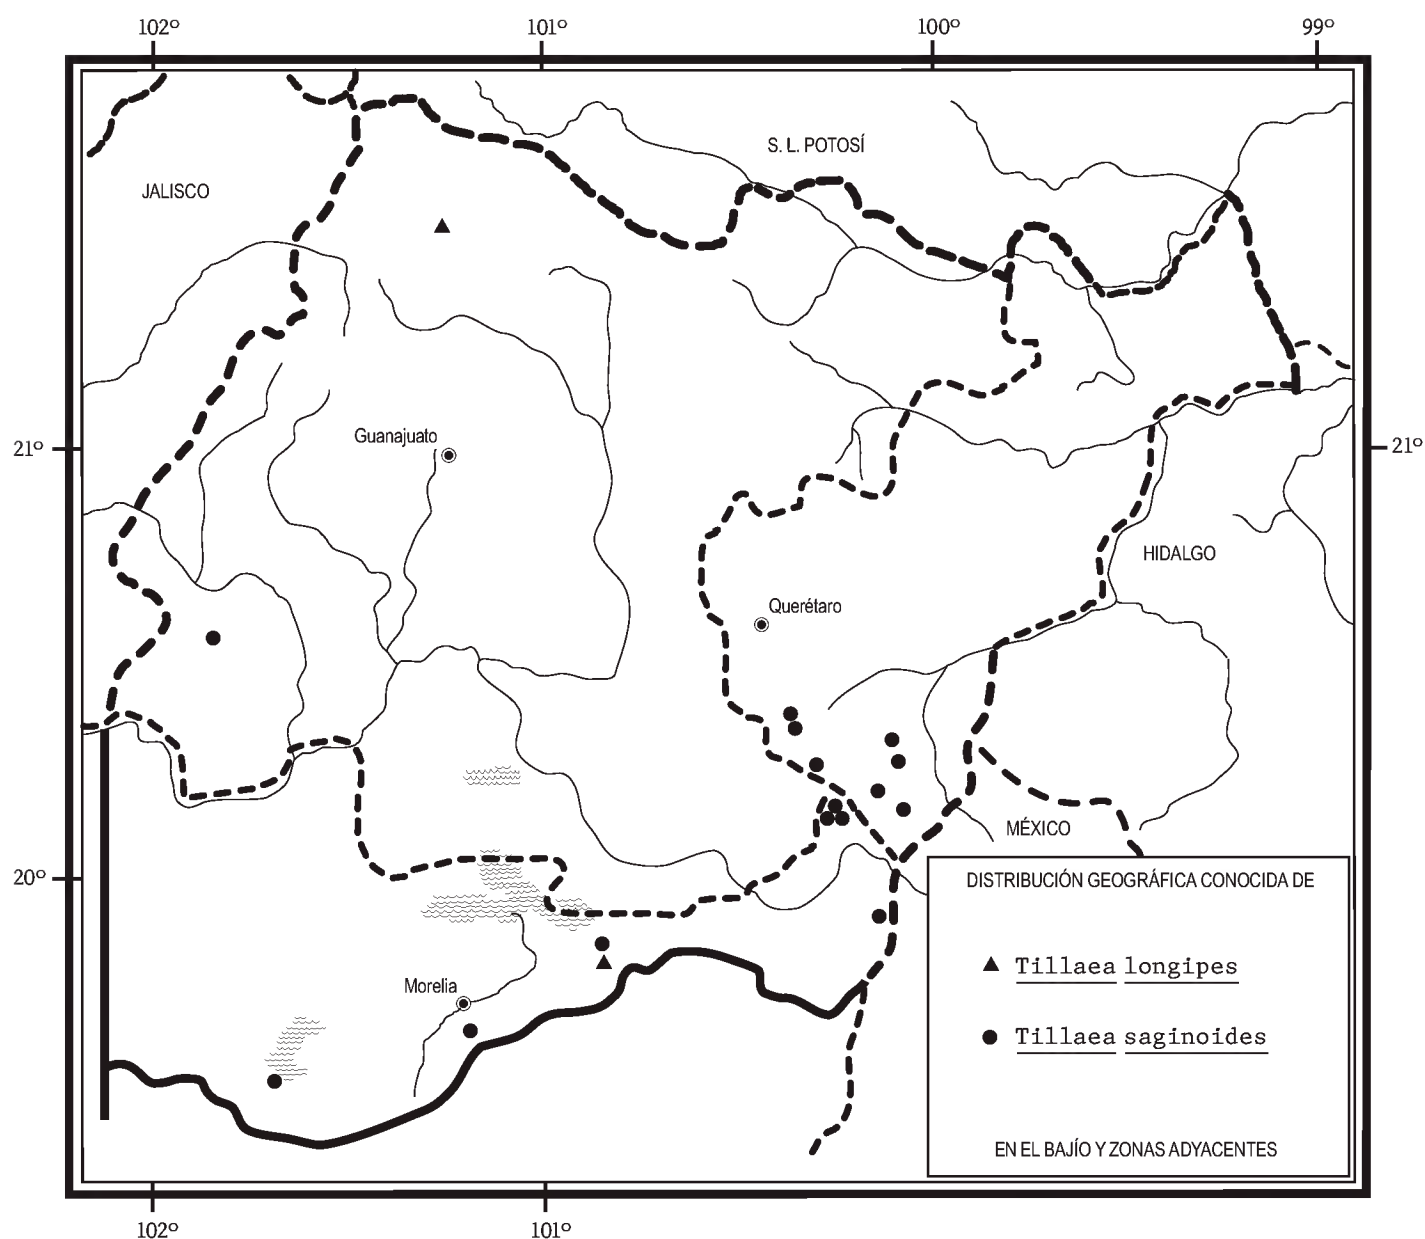 102º 101º 100º 99º
S. L. POTOSÍ
JALISCO
Guanajuato
21º 21º
HIDALGO
Querétaro
MÉXICO
20º
DISTRIBUCIÓN GEOGRÁFICA CONOCIDA DE
Tillaea longipes
Morelia
Tillaea saginoides
EN EL BAJÍO Y ZONAS ADYACENTES
102º 101º